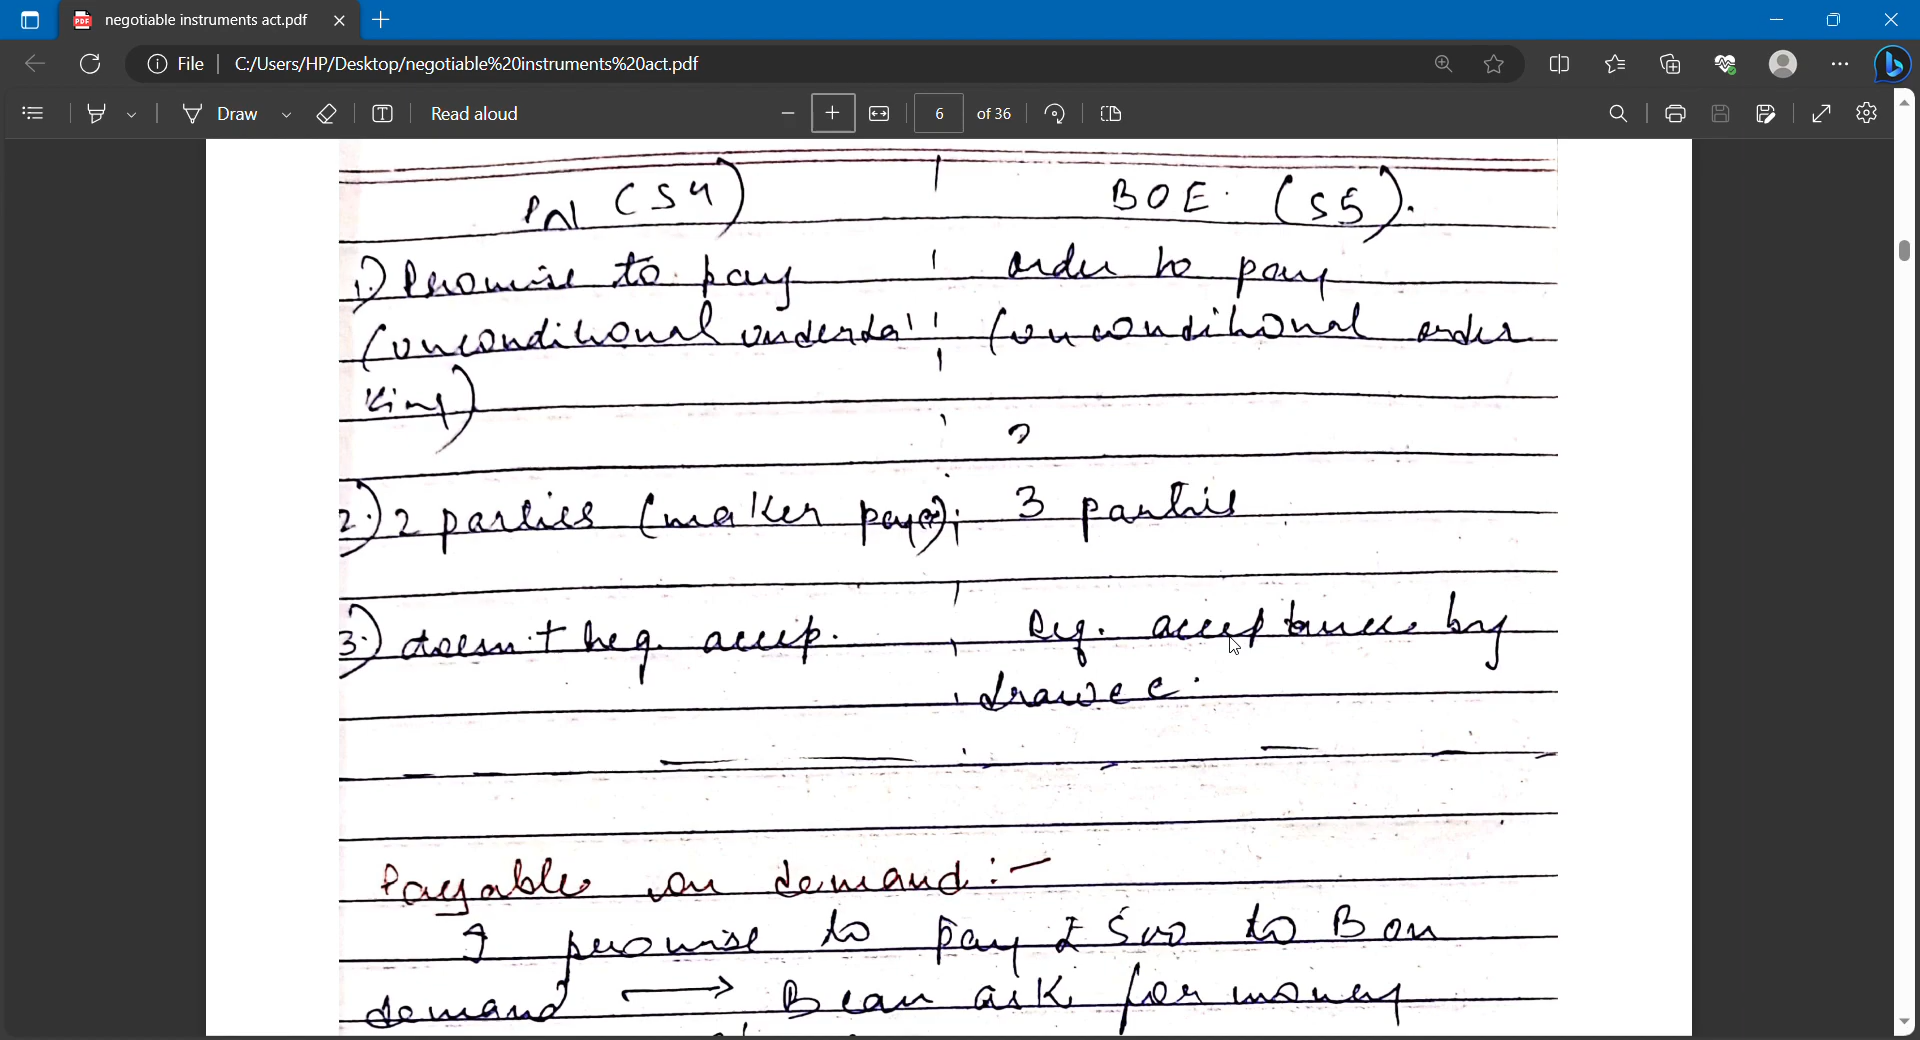 negotiable instruments act.pdf
File C:/Users/HP/Desktop/negotiable%20instruments%20act.pdf
Draw Read aloud 6 of 36
PN (S4) BOE. (S5).
1.) Promise to pay order to pay
(unconditional underta (unconditional order
king)
?
2.) 2 parties (maker payee) 3 parties
3.) doesn't req. accep. Req. acceptance by
drawee.
Payable on demand :-
I promise to pay ₹ 500 to B on
demand → B can ask for money